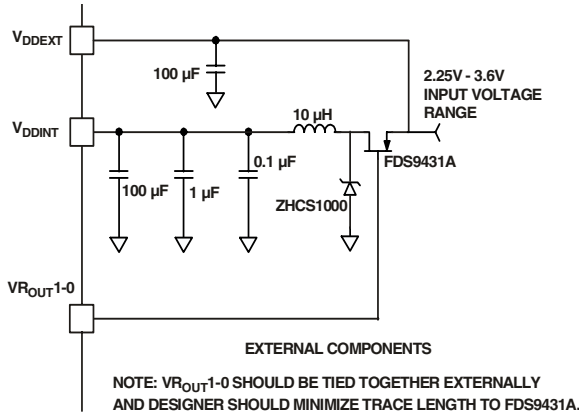 VDDEXT
100 µF
2.25V - 3.6V
INPUT VOLTAGE
RANGE
VDDINT
10 µH
0.1 µF
FDS9431A
100 µF
1 µF
ZHCS1000
VROUT1-0
EXTERNAL COMPONENTS
NOTE: VROUT1-0 SHOULD BE TIED TOGETHER EXTERNALLY
AND DESIGNER SHOULD MINIMIZE TRACE LENGTH TO FDS9431A.